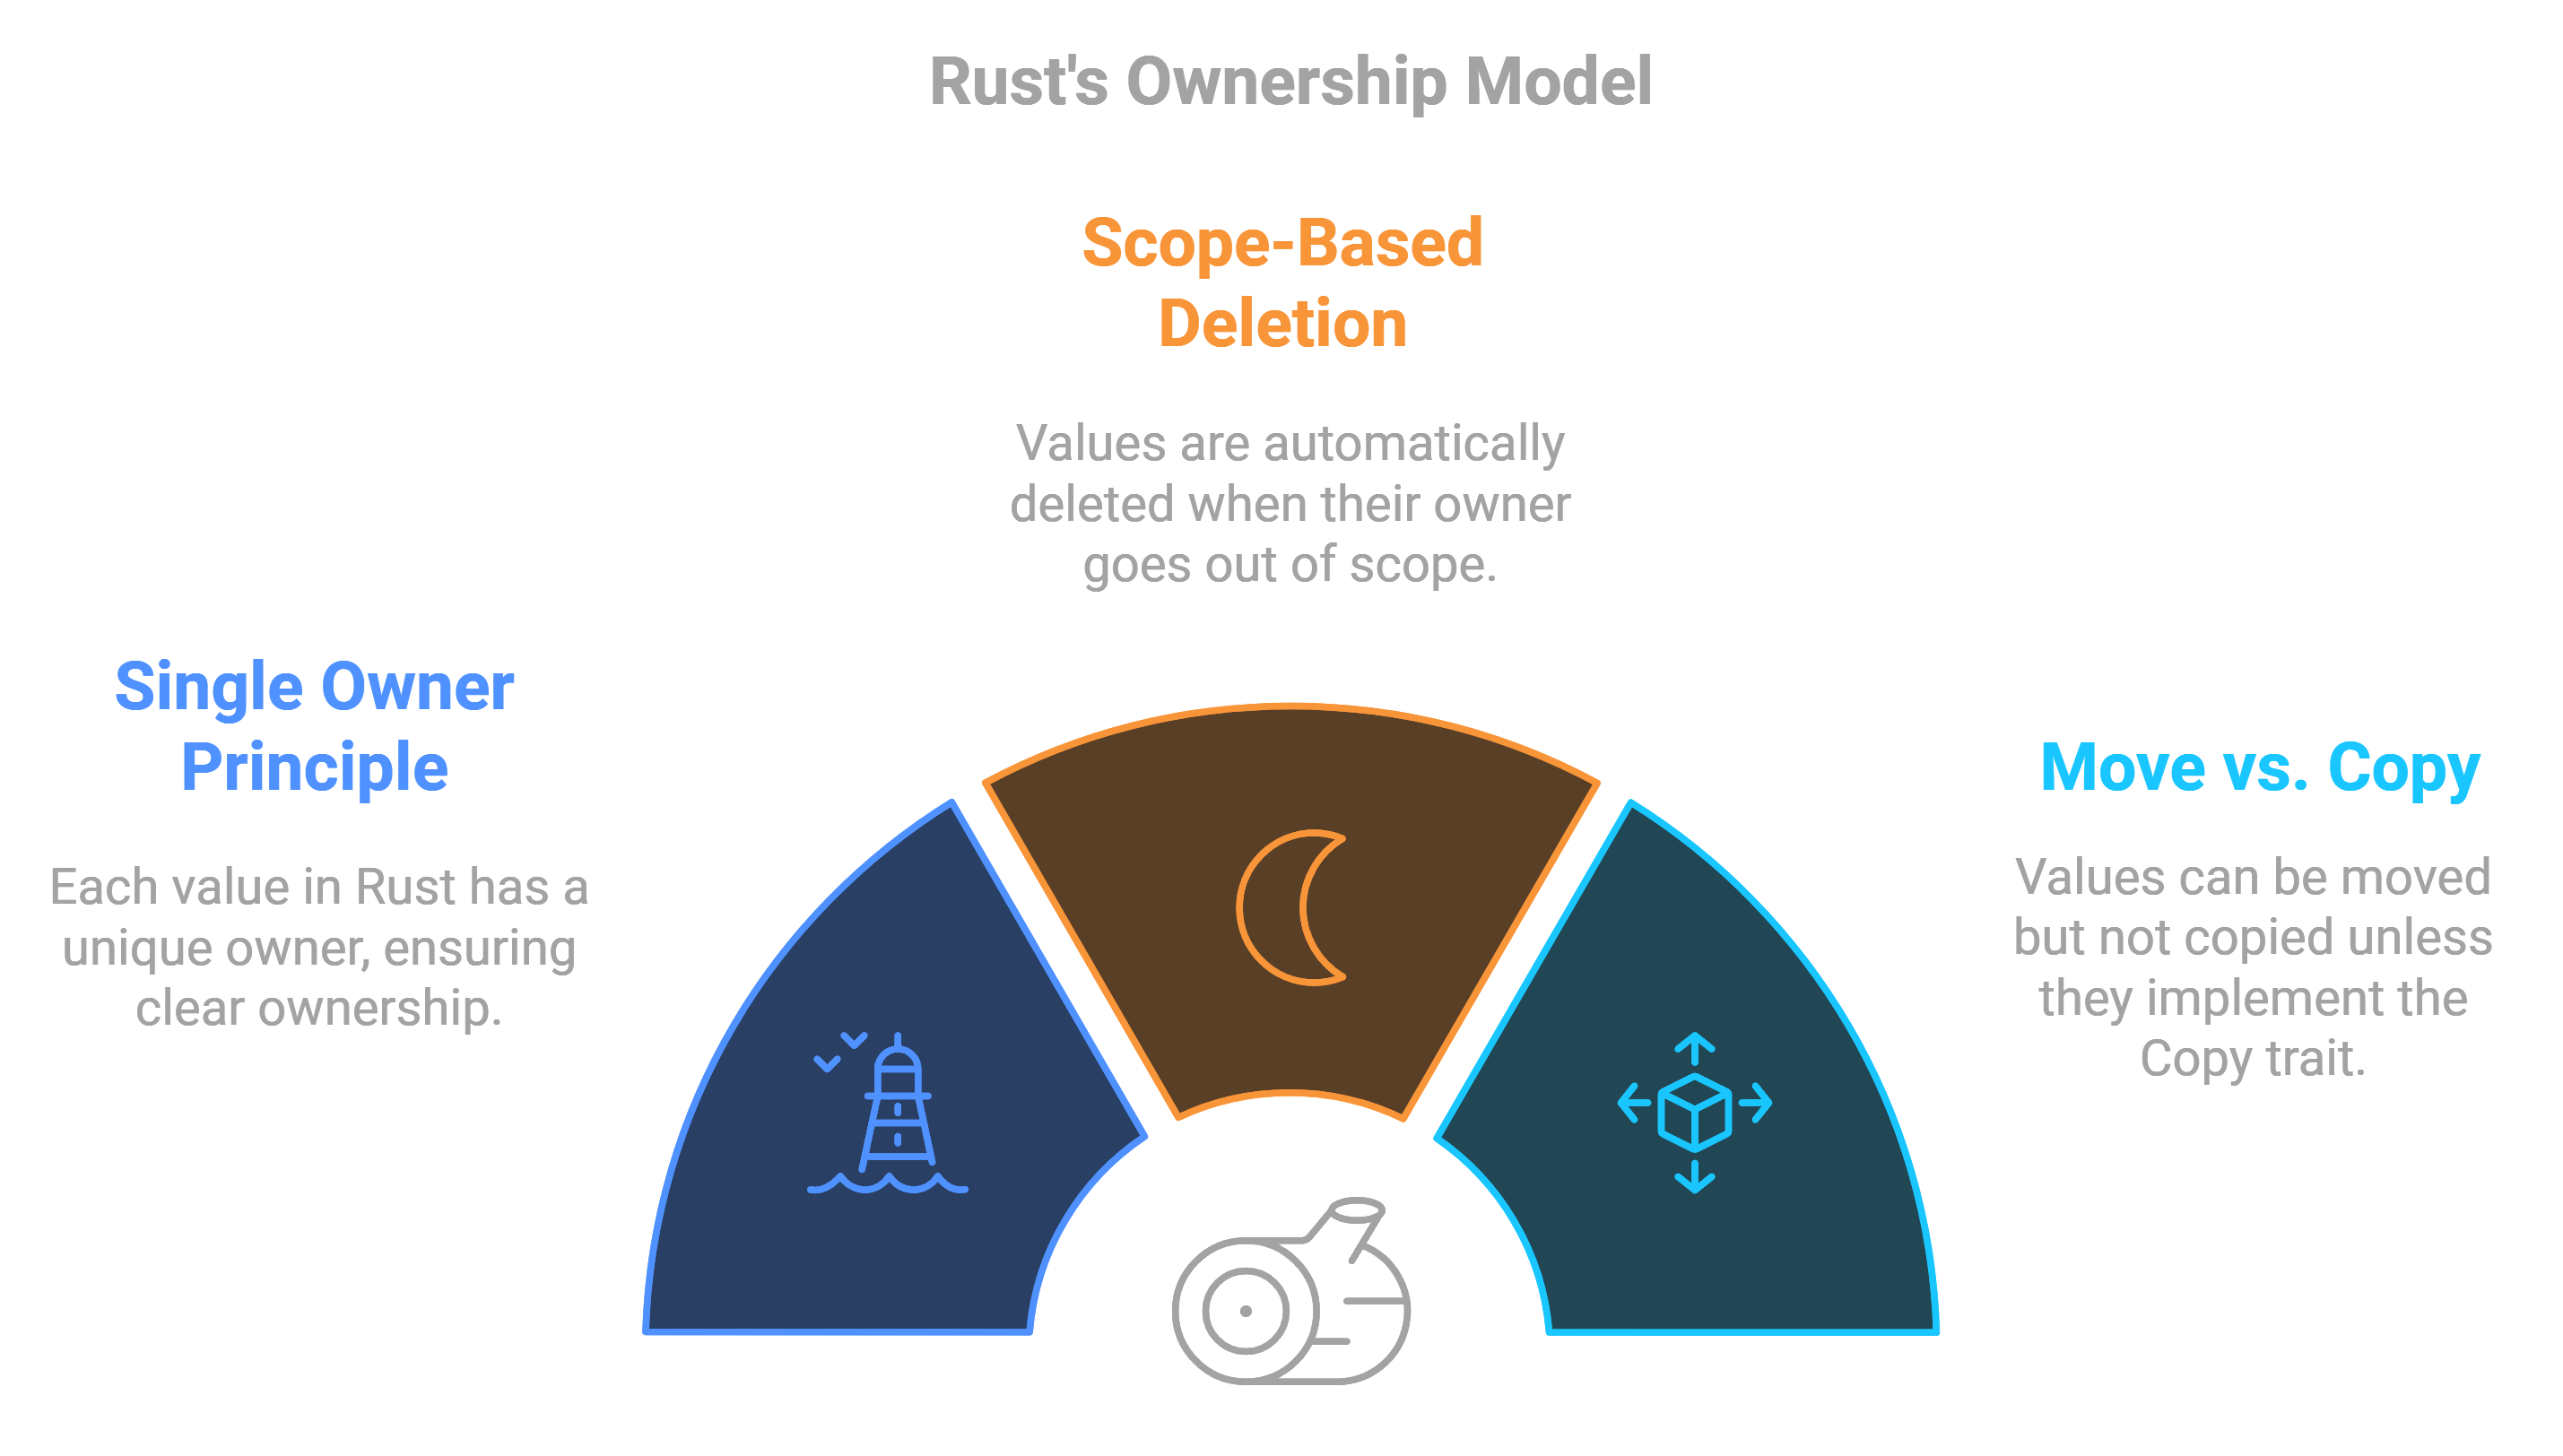 Rust's Ownership Model
Scope-Based
Deletion
Values are automatically
deleted when their owner
goes out of scope.
Single Owner
Principle
Each value in Rust has a
unique owner, ensuring
clear ownership.
Move vs. Copy
Values can be moved
but not copied unless
they implement the
Copy trait.